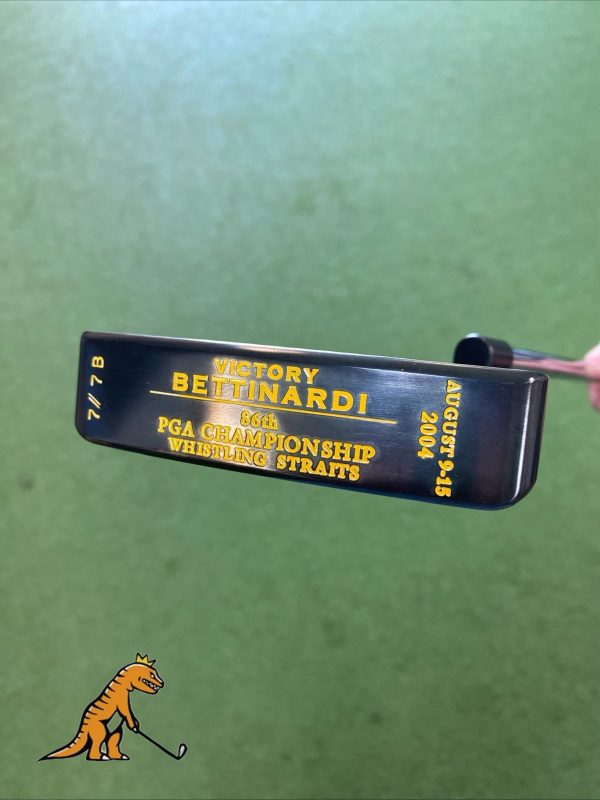 7//7 B
VICTORY
BETTINARDI
86th
PGA CHAMPIONSHIP
WHISTLING STRAITS
AUGUST 9-15
2004